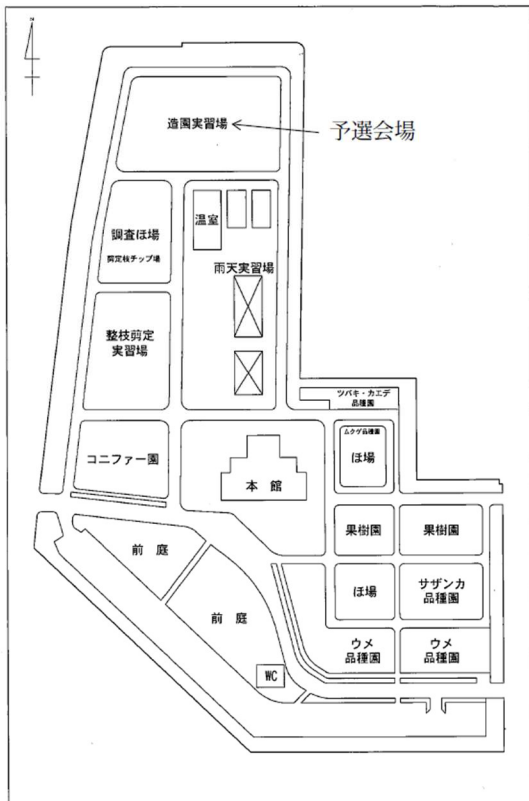 造園実習場
予選会場
温室
調査ほ場
剪定枝チップ場
雨天実習場
整枝剪定
実習場
ツバキ・カエデ
品種園
ムクゲ品種園
ほ場
コニファー園
本館
果樹園
果樹園
前庭
ほ場
サザンカ
品種園
前庭
ウメ
品種園
ウメ
品種園
WC